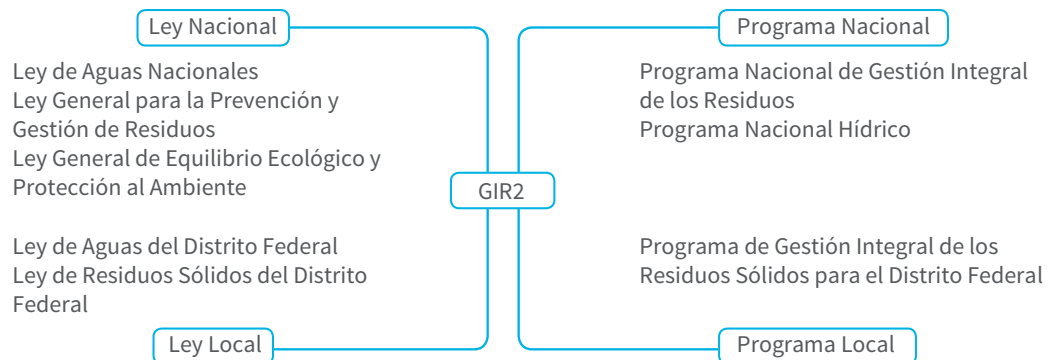 Ley Nacional
Ley de Aguas Nacionales
Ley General para la Prevención y
Gestión de Residuos
Ley General de Equilibrio Ecológico y
Protección al Ambiente
Programa Nacional
Programa Nacional de Gestión Integral
de los Residuos
Programa Nacional Hídrico
GIR2
Ley de Aguas del Distrito Federal
Ley de Residuos Sólidos del Distrito
Federal
Ley Local
Programa de Gestión Integral de los
Residuos Sólidos para el Distrito Federal
Programa Local